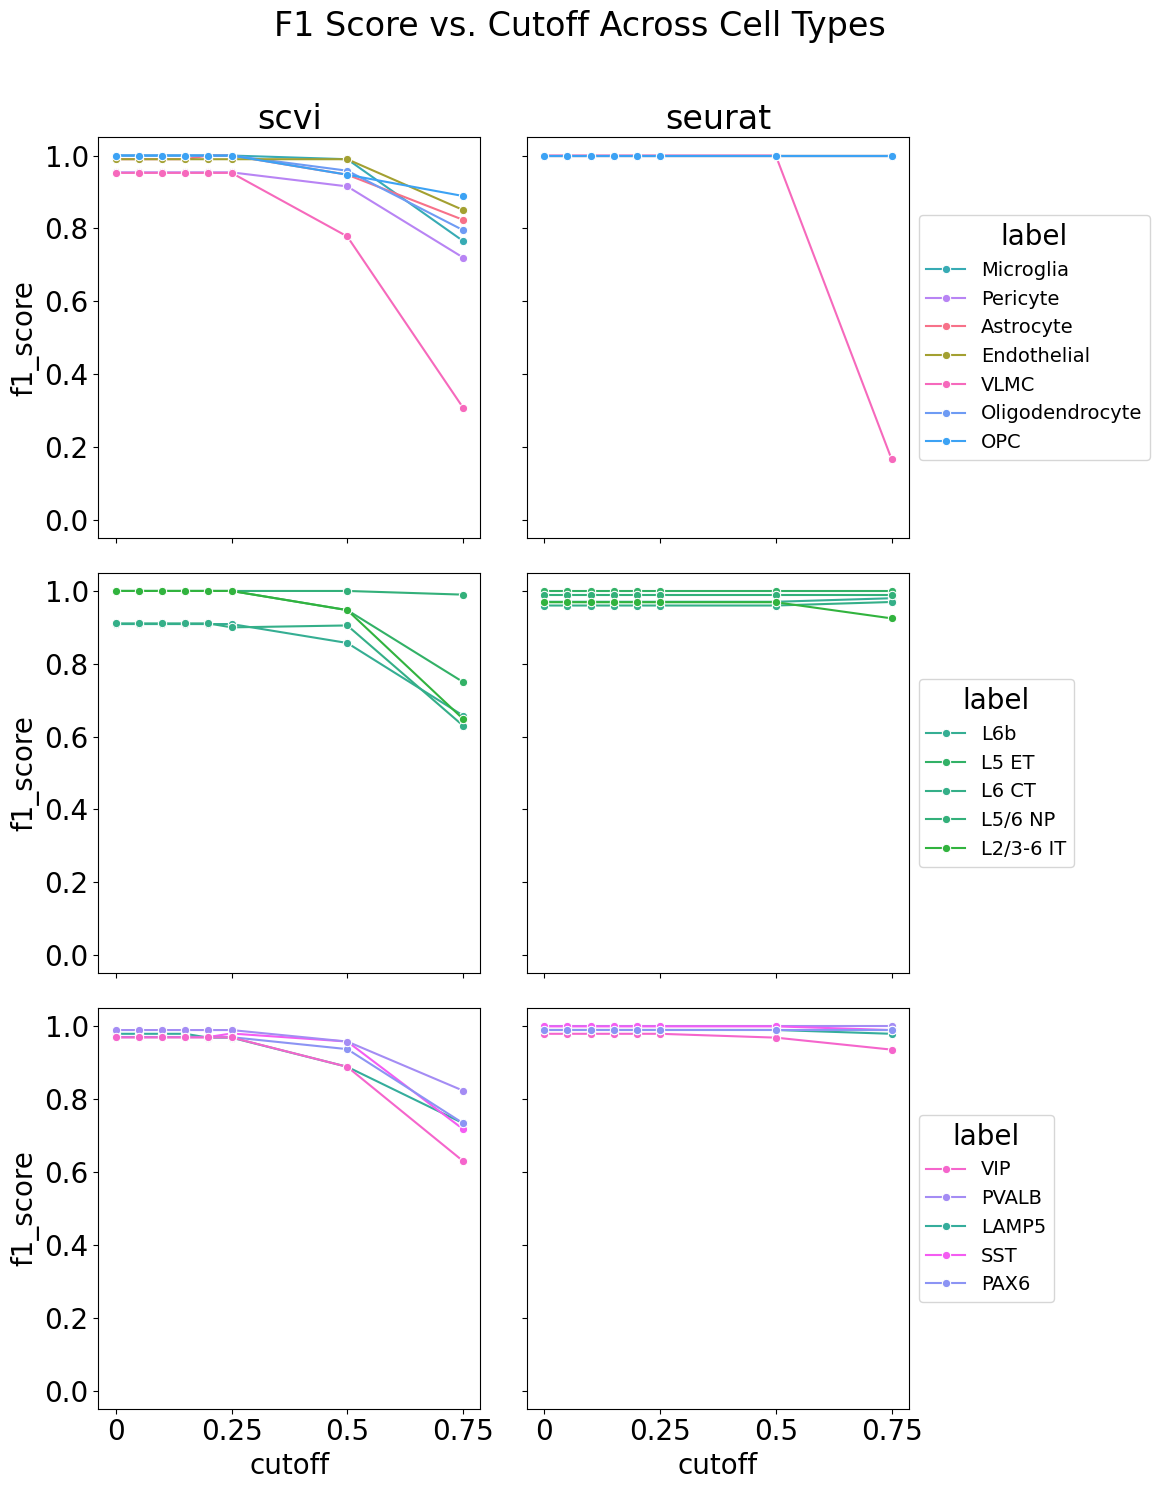 F1 Score vs. Cutoff Across Cell Types
scvi
seurat
1.0
0.8
0.6
0.4
0.2
0.0
f1_score
label
Microglia
Pericyte
Astrocyte
Endothelial
VLMC
Oligodendrocyte
OPC
1.0
0.8
0.6
0.4
0.2
0.0
f1_score
label
L6b
L5 ET
L6 CT
L5/6 NP
L2/3-6 IT
1.0
0.8
0.6
0.4
0.2
0.0
f1_score
label
VIP
PVALB
LAMP5
SST
PAX6
0 0.25 0.5 0.75
0 0.25 0.5 0.75
cutoff
cutoff